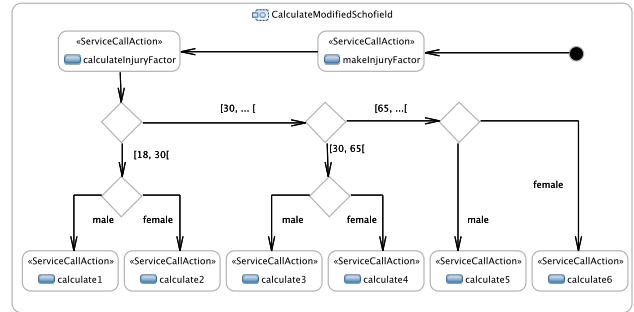 CalculateModifiedSchofield
«ServiceCallAction»
calculateInjuryFactor
«ServiceCallAction»
makeInjuryFactor
[30, ... [
[65, ...[
[18, 30[
[30, 65[
male
female
male
female
male
female
«ServiceCallAction»
calculate1
«ServiceCallAction»
calculate2
«ServiceCallAction»
calculate3
«ServiceCallAction»
calculate4
«ServiceCallAction»
calculate5
«ServiceCallAction»
calculate6